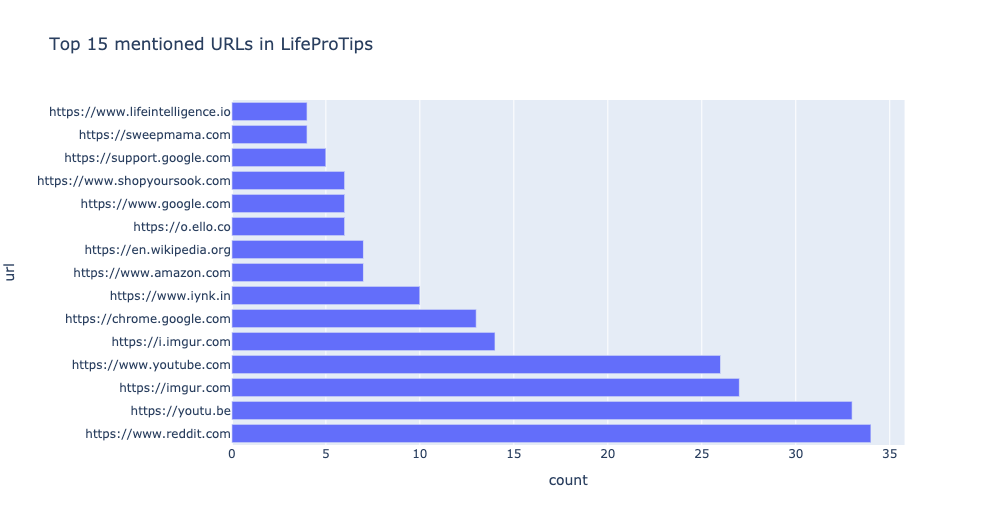 Top 15 mentioned URLs in LifeProTips
https://www.lifeintelligence.io
https://sweepmama.com
https://support.google.com
https://www.shopyoursook.com
https://www.google.com
https://o.ello.co
https://en.wikipedia.org
https://www.amazon.com
https://www.iynk.in
https://chrome.google.com
https://i.imgur.com
https://www.youtube.com
https://imgur.com
https://youtu.be
https://www.reddit.com
url
0 5 10 15 20 25 30 35
count